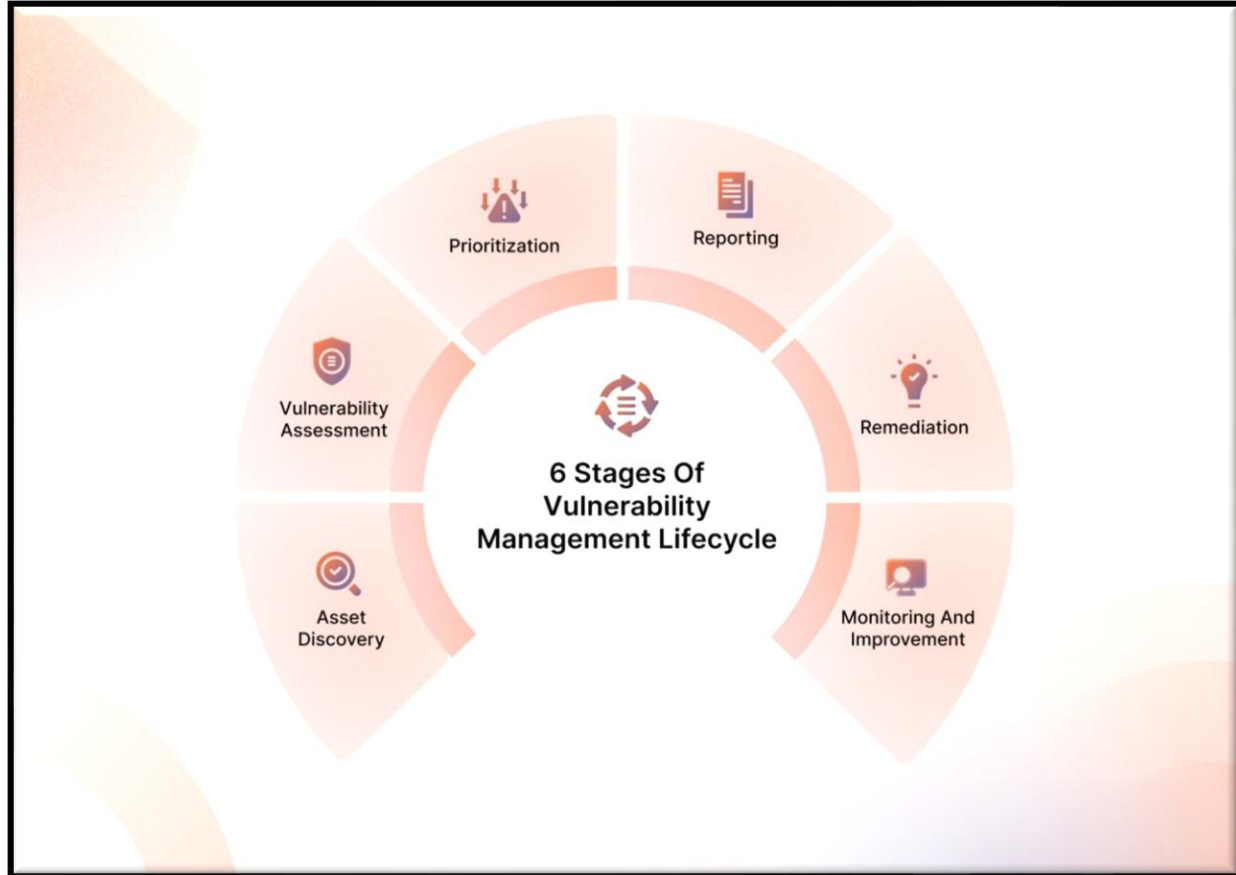 Prioritization
Reporting
Vulnerability
Assessment
Remediation
6 Stages Of
Vulnerability
Management Lifecycle
Asset
Discovery
Monitoring And
Improvement